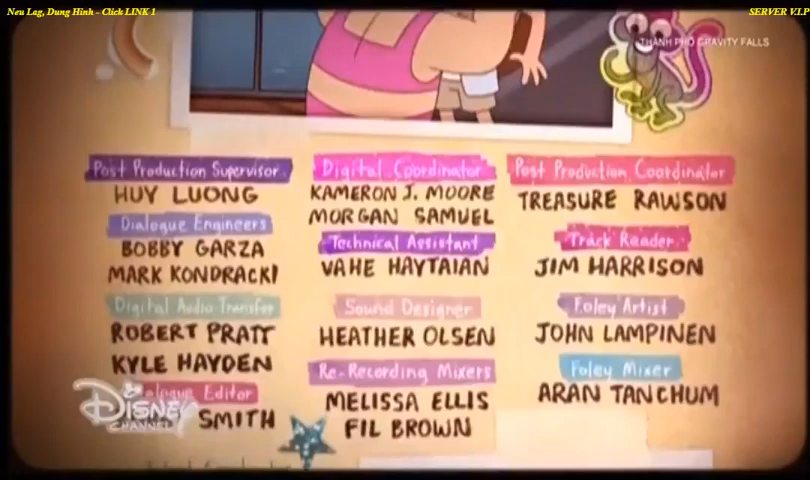 Neu Lag, Dung Hinh - Click LINK 1
SERVER V.I.P
THÀNH PHỐ GRAVITY FALLS
Post Production Supervisor
HUY LUONG
Dialogue Engineers
BOBBY GARZA
MARK KONDRACKI
Digital Audio Transfer
ROBERT PRATT
KYLE HAYDEN
alogue Editor
SMITH
Digital Coordinator
KAMERON J. MOORE
MORGAN SAMUEL
Technical Assistant
VAHE HAYTAIAN
Sound Designer
HEATHER OLSEN
Re-Recording Mixers
MELISSA ELLIS
FIL BROWN
Post Production Coordinator
TREASURE RAWSON
Track Reader
JIM HARRISON
Foley Artist
JOHN LAMPINEN
Foley Mixer
ARAN TANCHUM
Disney
CHANNEL